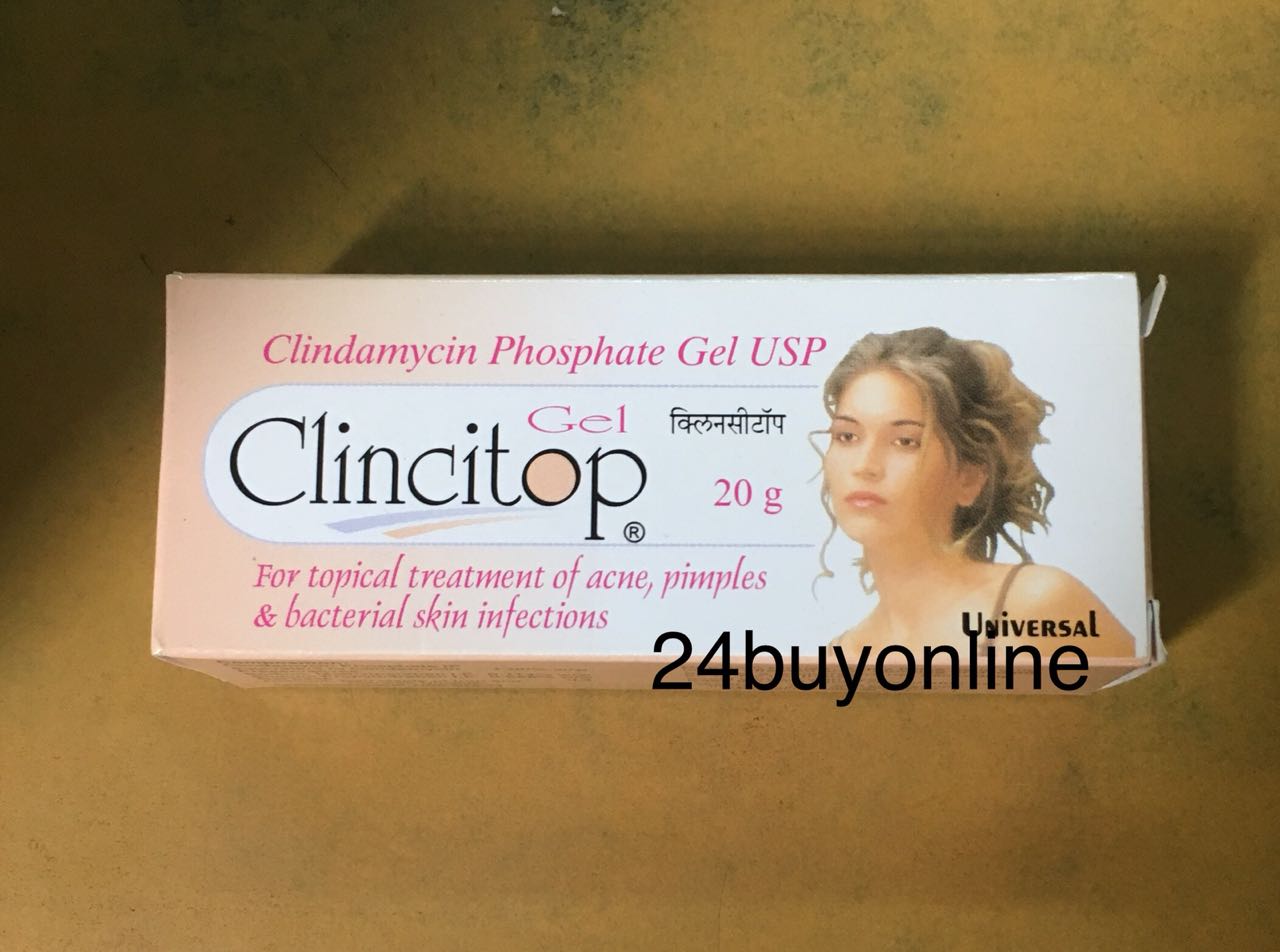 Clindamycin Phosphate Gel USP
Gel
Clincitop®
क्लिनसीटॉप
20 g
For topical treatment of acne, pimples
& bacterial skin infections
UNIVERSAL
24buyonline